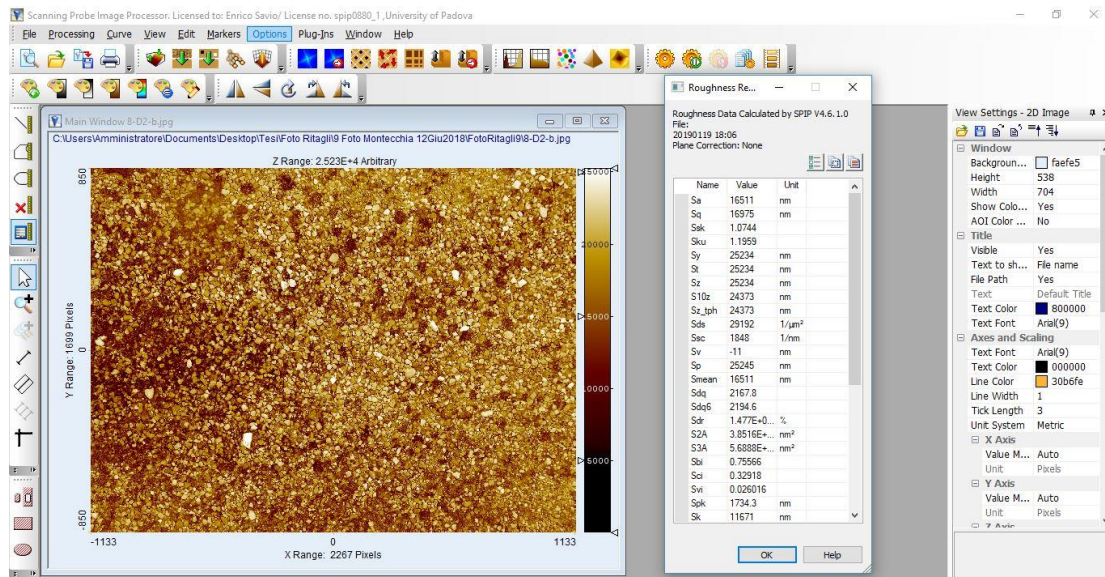 Scanning Probe Image Processor. Licensed to: Enrico Savio/ License no. spip0880_1 ,University of Padova
File Processing Curve View Edit Markers Options Plug-Ins Window Help
Main Window 8-D2-b.jpg
C:\Users\Amministratore\Documents\Desktop\Tesi\Foto Ritagli\9 Foto Montecchia 12Giu2018\FotoRitagli9\8-D2-b.jpg
Z Range: 2.523E+4 Arbitrary
850
0
-850
Y Range: 1699 Pixels
-1133
0
1133
X Range: 2267 Pixels
25000
20000
15000
10000
5000
Roughness Re...
Roughness Data Calculated by SPIP V4.6.1.0
File:
20190119 18:06
Plane Correction: None
Name Value Unit
Sa 16511 nm
Sq 16975 nm
Ssk 1.0744
Sku 1.1959
Sy 25234 nm
St 25234 nm
Sz 25234 nm
S10z 24373 nm
Sz_tph 24373 nm
Sds 29192 1/µm²
Ssc 1848 1/nm
Sv -11 nm
Sp 25245 nm
Smean 16511 nm
Sdq 2167.8
Sdq6 2194.6
Sdr 1.477E+0... %
S2A 3.8516E+... nm²
S3A 5.6888E+... nm²
Sbi 0.75566
Sci 0.32918
Svi 0.026016
Spk 1734.3 nm
Sk 11671 nm
OK Help
View Settings - 2D Image
Window
Backgroun... faefe5
Height 538
Width 704
Show Colo... Yes
AOI Color ... No
Title
Visible Yes
Text to sh... File name
File Path Yes
Text Default Title
Text Color 800000
Text Font Arial(9)
Axes and Scaling
Text Font Arial(9)
Text Color 000000
Line Color 30b6fe
Line Width 1
Tick Length 3
Unit System Metric
X Axis
Value M... Auto
Unit Pixels
Y Axis
Value M... Auto
Unit Pixels
Z Axis